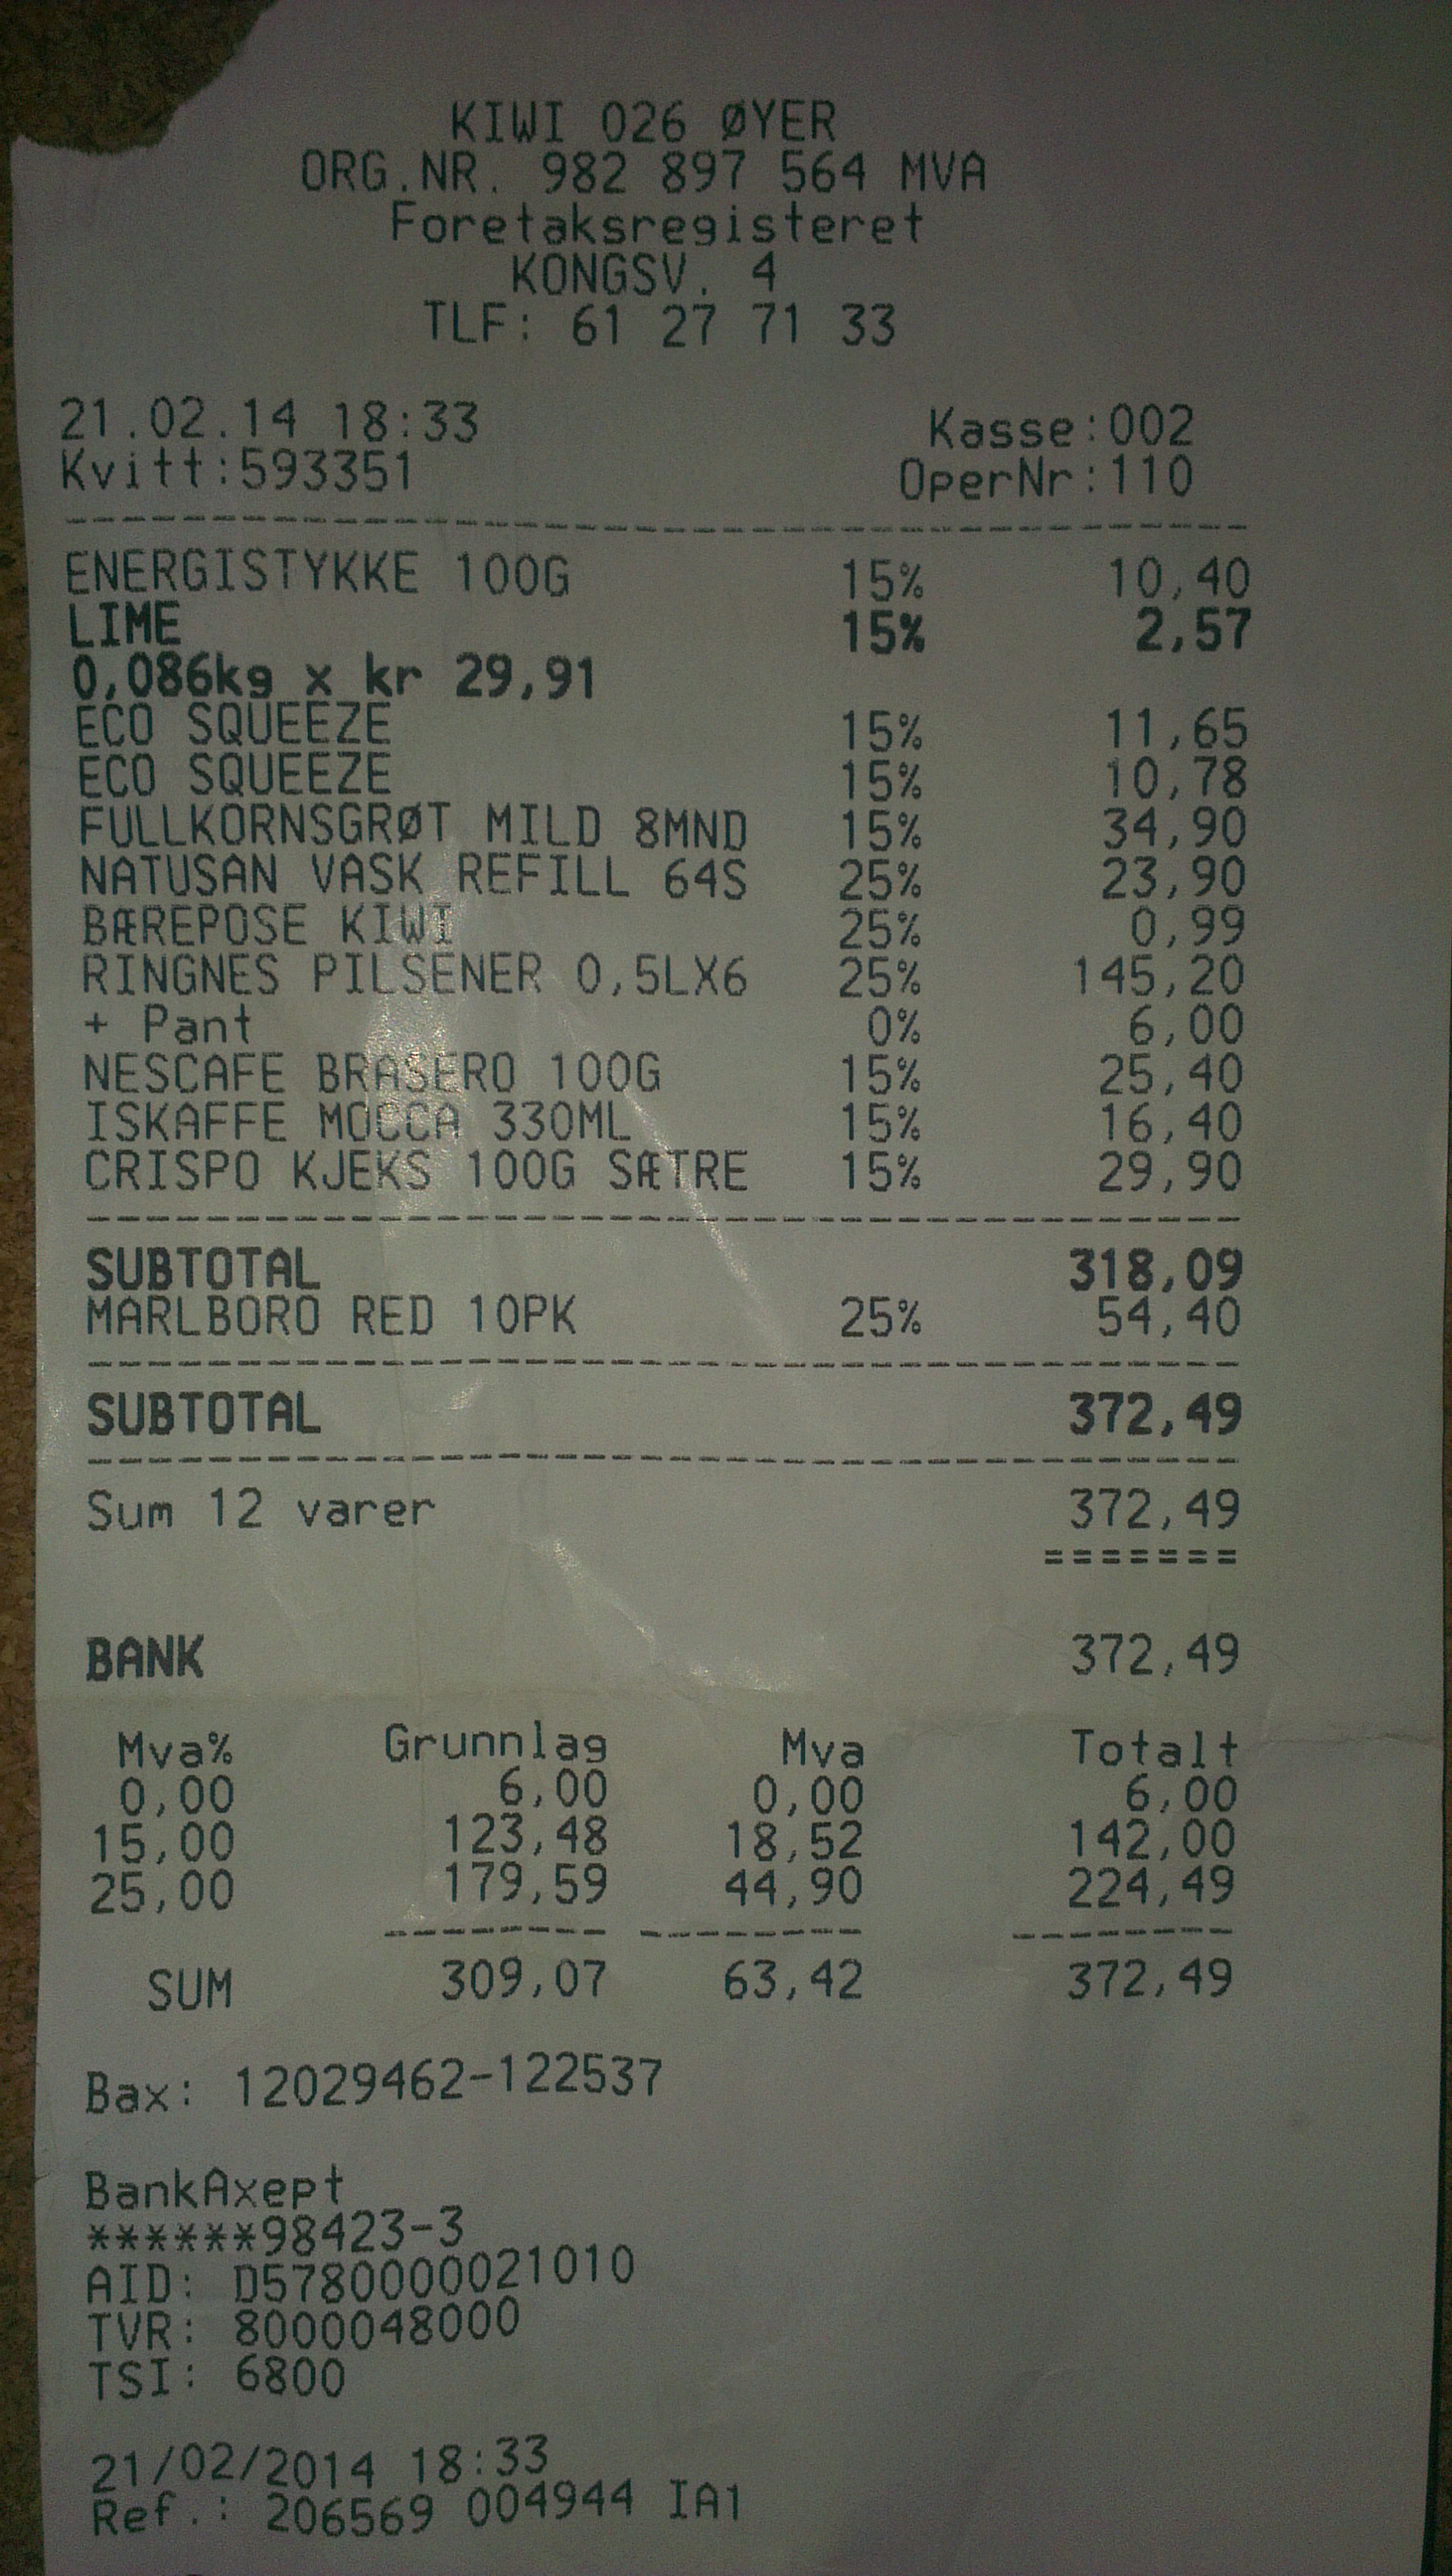 KIWI 026 ØYER
ORG.NR. 982 897 564 MVA
Foretaksregisteret
KONGSV. 4
TLF: 61 27 71 33
21.02.14 18:33 Kasse:002
Kvitt:593351 OperNr:110
--------------------------------------
ENERGISTYKKE 100G 15% 10,40
LIME 15% 2,57
0,086kg x kr 29,91
ECO SQUEEZE 15% 11,65
ECO SQUEEZE 15% 10,78
FULLKORNSGRØT MILD 8MND 15% 34,90
NATUSAN VASK REFILL 64S 25% 23,90
BÆREPOSE KIWI 25% 0,99
RINGNES PILSENER 0,5LX6 25% 145,20
+ Pant 0% 6,00
NESCAFE BRASERO 100G 15% 25,40
ISKAFFE MOCCA 330ML 15% 16,40
CRISPO KJEKS 100G SÆTRE 15% 29,90
--------------------------------------
SUBTOTAL 318,09
MARLBORO RED 10PK 25% 54,40
--------------------------------------
SUBTOTAL 372,49
--------------------------------------
Sum 12 varer 372,49
=======
BANK 372,49
Mva% Grunnlag Mva Totalt
0,00 6,00 0,00 6,00
15,00 123,48 18,52 142,00
25,00 179,59 44,90 224,49
-------- -------- --------
SUM 309,07 63,42 372,49
Bax: 12029462-122537
BankAxept
******98423-3
AID: D5780000021010
TVR: 8000048000
TSI: 6800
21/02/2014 18:33
Ref.: 206569 004944 IA1